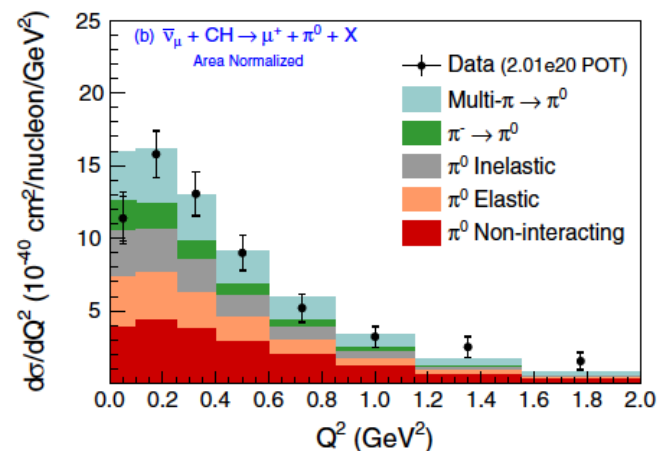 (b) ν̅μ + CH → μ⁺ + π⁰ + X
Area Normalized
Data (2.01e20 POT)
Multi-π → π⁰
π⁻ → π⁰
π⁰ Inelastic
π⁰ Elastic
π⁰ Non-interacting
dσ/dQ² (10⁻⁴⁰ cm²/nucleon/GeV²)
25
20
15
10
5
0.0 0.2 0.4 0.6 0.8 1.0 1.2 1.4 1.6 1.8 2.0
Q² (GeV²)